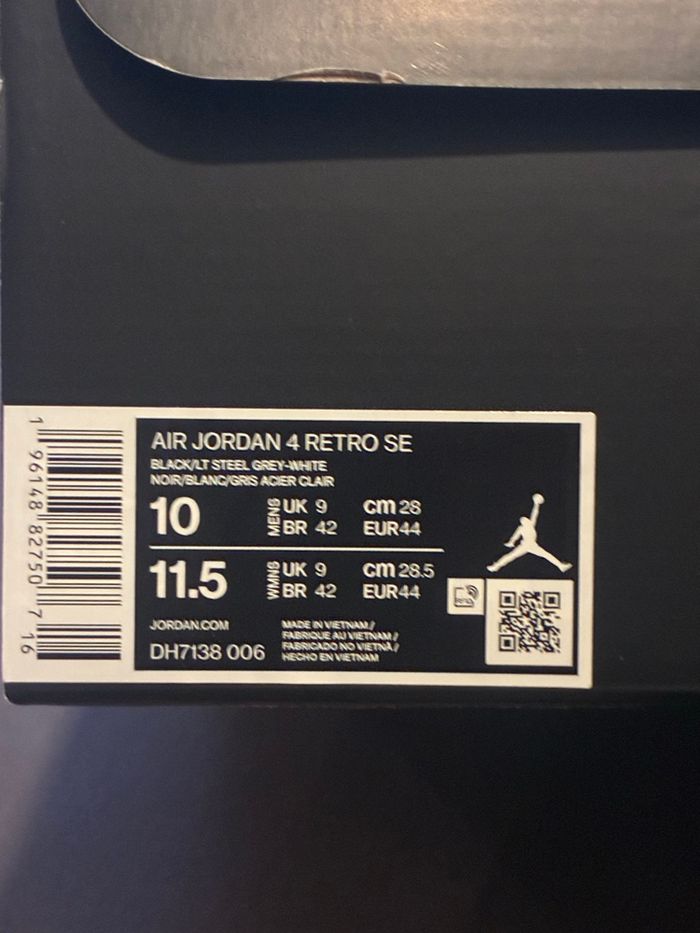 AIR JORDAN 4 RETRO SE
BLACK/LT STEEL GREY-WHITE
NOIR/BLANC/GRIS ACIER CLAIR
10 MENS UK 9 cm 28
BR 42 EUR 44
11.5 WMNS UK 9 cm 28.5
BR 42 EUR 44
JORDAN.COM
DH7138 006
MADE IN VIETNAM /
FABRIQUE AU VIETNAM /
FABRICADO NO VIETNÃ /
HECHO EN VIETNAM
1 96148 82750 7 16